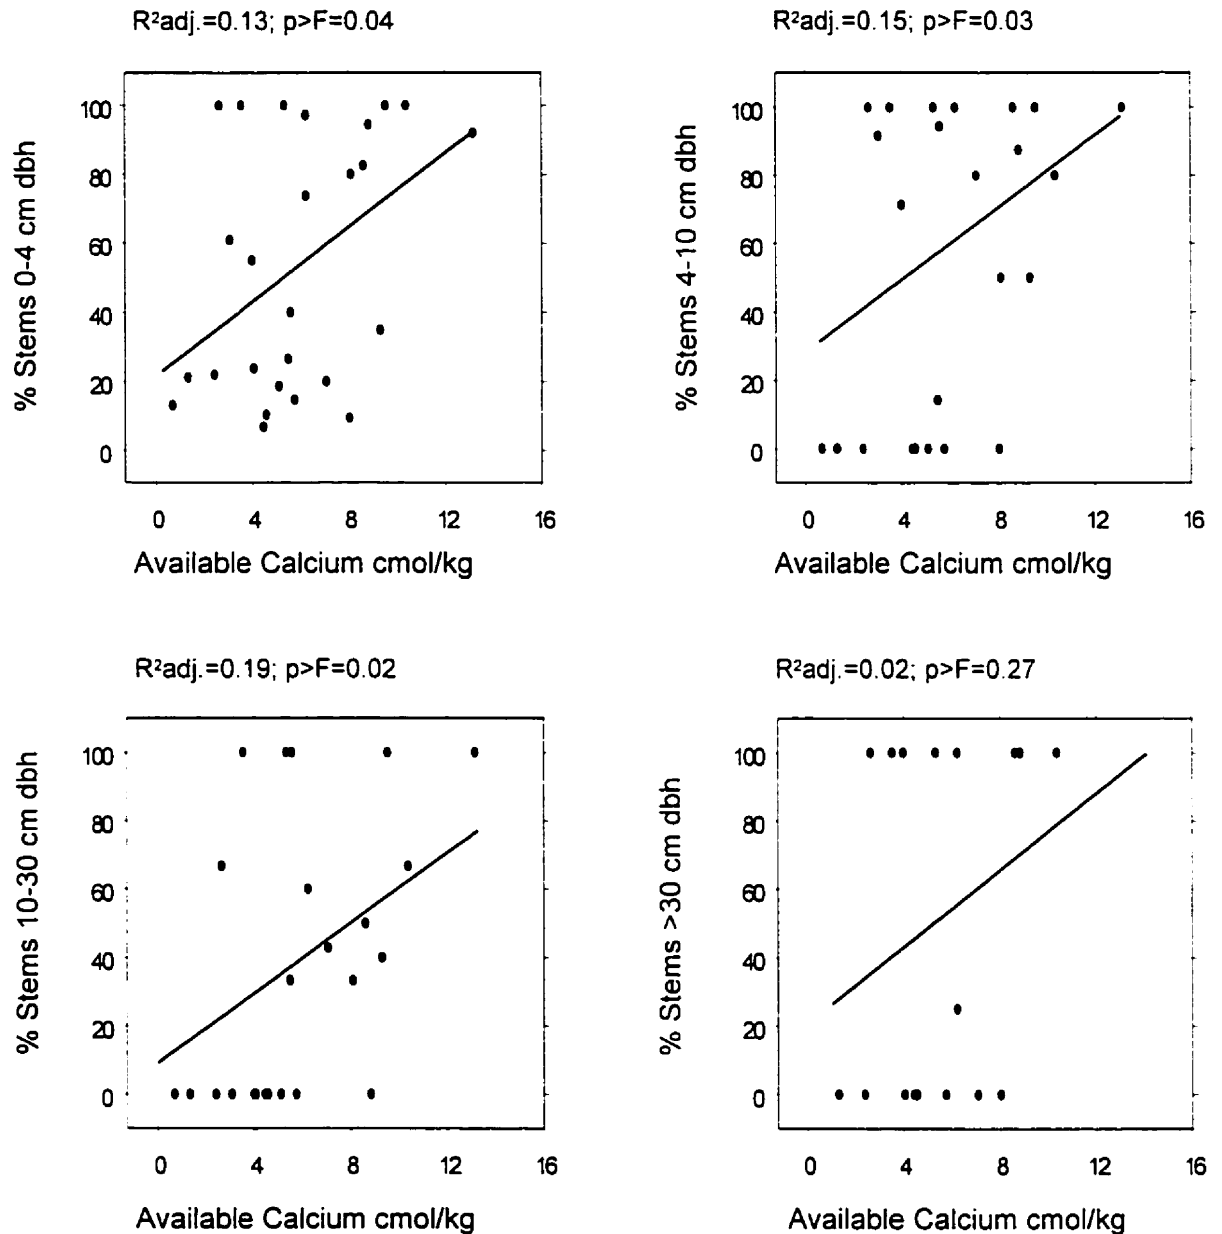 R²adj.=0.13; p>F=0.04
% Stems 0-4 cm dbh
100
80
60
40
20
0
0 4 8 12 16
Available Calcium cmol/kg
R²adj.=0.15; p>F=0.03
% Stems 4-10 cm dbh
100
80
60
40
20
0
0 4 8 12 16
Available Calcium cmol/kg
R²adj.=0.19; p>F=0.02
% Stems 10-30 cm dbh
100
80
60
40
20
0
0 4 8 12 16
Available Calcium cmol/kg
R²adj.=0.02; p>F=0.27
% Stems >30 cm dbh
100
80
60
40
20
0
0 4 8 12 16
Available Calcium cmol/kg